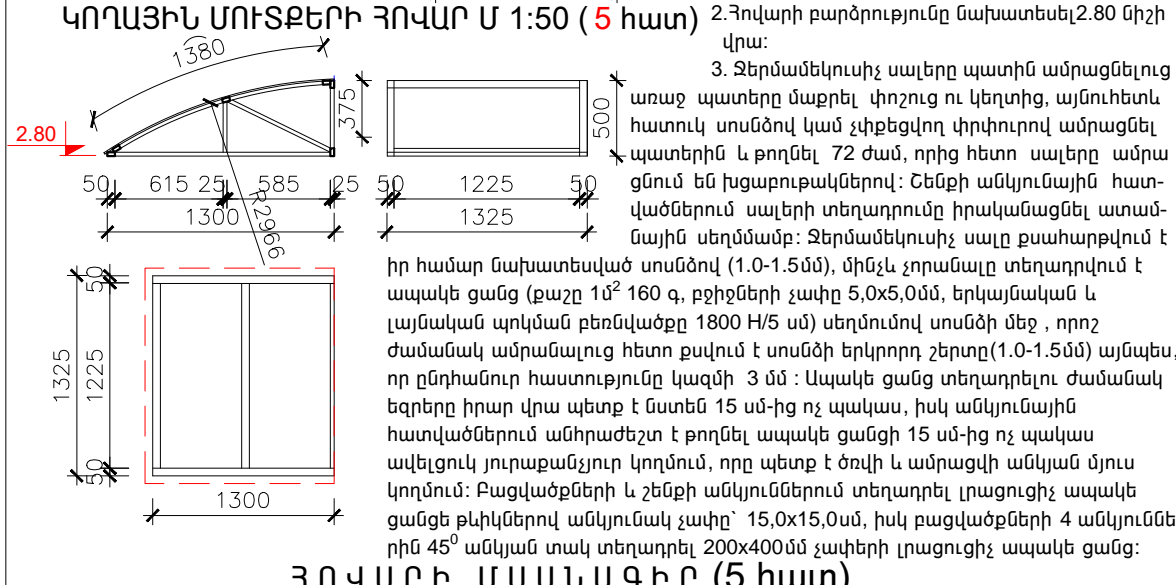 ԿՈՂԱՅԻՆ ՄՈՒՏՔԵՐԻ ՀՈՎԱՐ Մ 1:50 ( 5 հատ)
1380
2.80
375
500
50 615 25 585 25
1300
R2966
50 1225 50
1325
50
1325 1225
50
1300
2.Հովարի բարձրությունը նախատեսել2.80 նիշի
վրա:
3. Ջերմամեկուսիչ սալերը պատին ամրացնելուց
առաջ պատերը մաքրել փոշուց ու կեղտից, այնուհետև
հատուկ սոսնձով կամ չփքեցվող փրփուրով ամրացնել
պատերին և թողնել 72 ժամ, որից հետո սալերը ամրա
ցնում են խցաբութակներով: Շենքի անկյունային հատ-
վածներում սալերի տեղադրումը իրականացնել ատամ-
նային սեղմմամբ: Ջերմամեկուսիչ սալը քսահարթվում է
իր համար նախատեսված սոսնձով (1.0-1.5մմ), մինչև չորանալը տեղադրվում է
ապակե ցանց (քաշը 1մ² 160 գ, բջիջների չափը 5,0x5,0մմ, երկայնական և
լայնական պոկման բեռնվածքը 1800 H/5 սմ) սեղմումով սոսնձի մեջ , որոշ
ժամանակ ամրանալուց հետո քսվում է սոսնձի երկրորդ շերտը(1.0-1.5մմ) այնպես,
որ ընդհանուր հաստությունը կազմի 3 մմ : Ապակե ցանց տեղադրելու ժամանակ
եզրերը իրար վրա պետք է նստեն 15 սմ-ից ոչ պակաս, իսկ անկյունային
հատվածներում անհրաժեշտ է թողնել ապակե ցանցի 15 սմ-ից ոչ պակաս
ավելցուկ յուրաքանչյուր կողմում, որը պետք է ծռվի և ամրացվի անկյան մյուս
կողմում: Բացվածքների և շենքի անկյուններում տեղադրել լրացուցիչ ապակե
ցանցե թևիկներով անկյունակ չափը` 15,0x15,0սմ, իսկ բացվածքների 4 անկյուննե
րին 45⁰ անկյան տակ տեղադրել 200x400մմ չափերի լրացուցիչ ապակե ցանց:
ՀՈՎԱՐԻ ՄԱՍՆԱԳԻՐ (5 հատ)